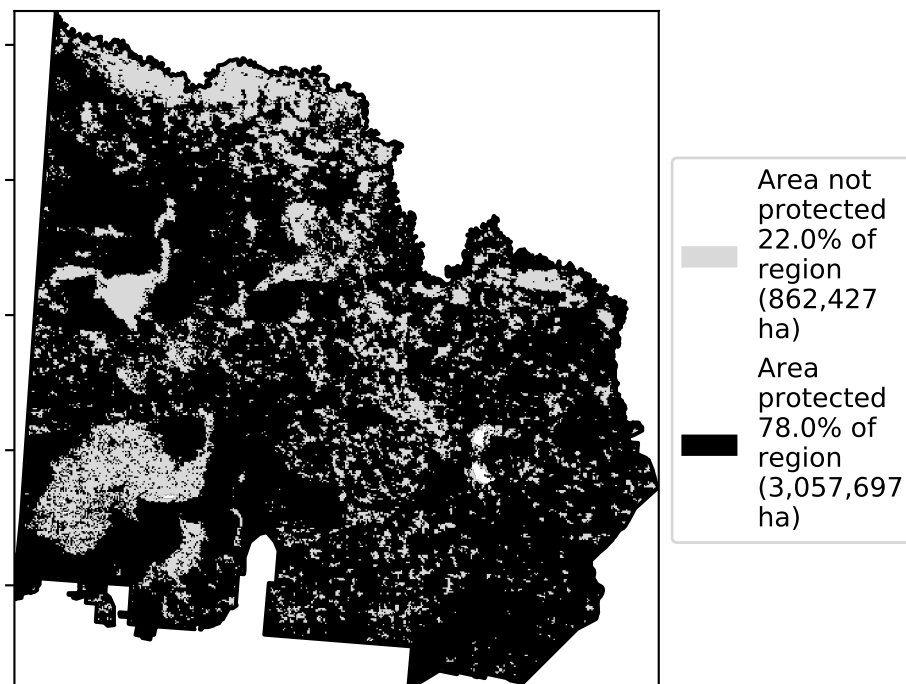 Area not
protected
22.0% of
region
(862,427
ha)
Area
protected
78.0% of
region
(3,057,697
ha)